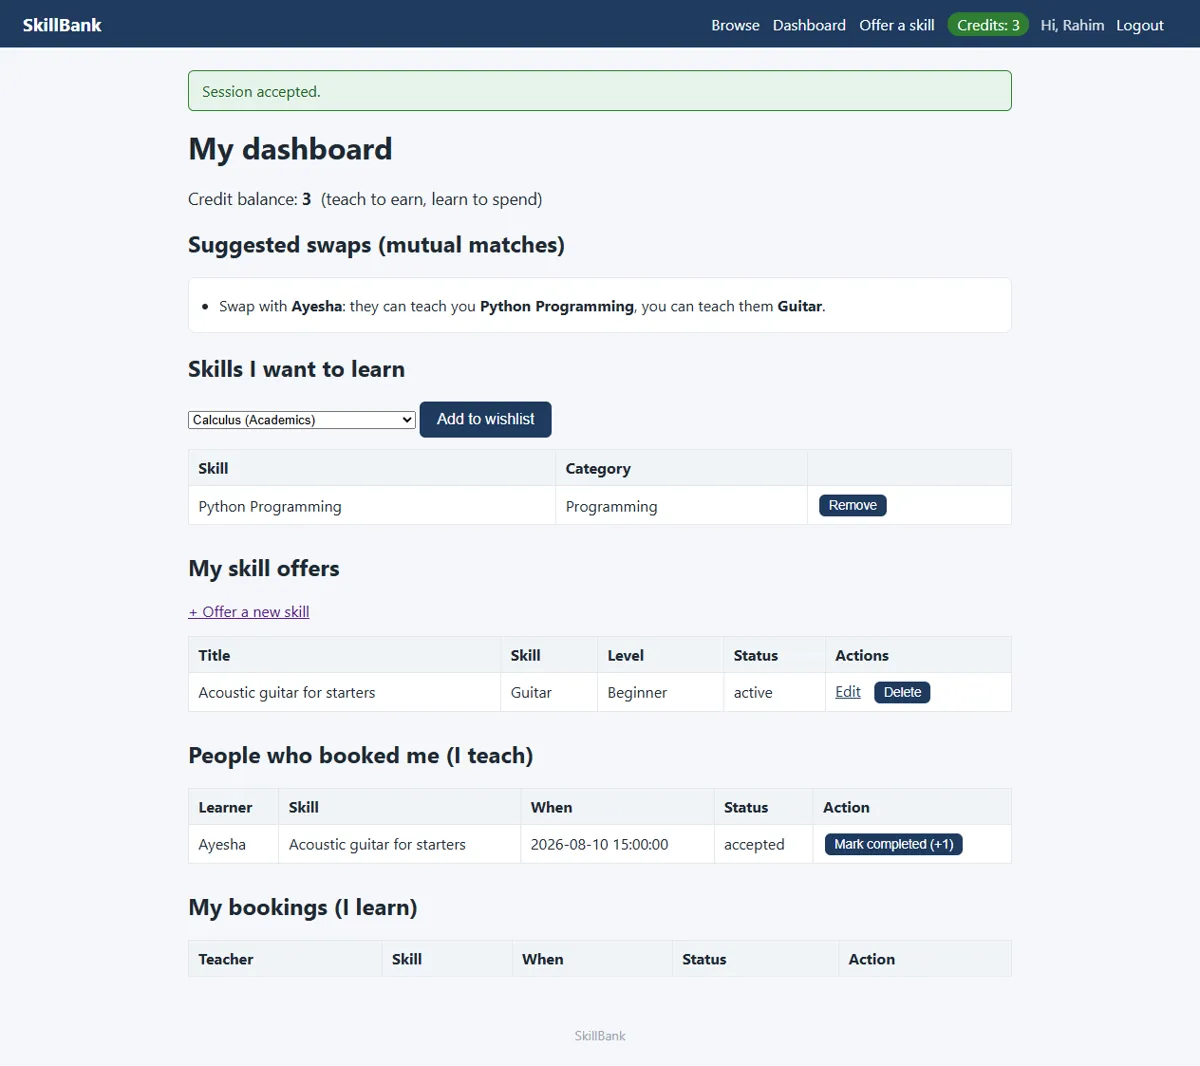 SkillBank Browse Dashboard Offer a skill Credits: 3 Hi, Rahim Logout
Session accepted.
My dashboard
Credit balance: 3 (teach to earn, learn to spend)
Suggested swaps (mutual matches)
• Swap with Ayesha: they can teach you Python Programming, you can teach them Guitar.
Skills I want to learn
Calculus (Academics) Add to wishlist
Skill Category
Python Programming Programming Remove
My skill offers
+ Offer a new skill
Title Skill Level Status Actions
Acoustic guitar for starters Guitar Beginner active Edit Delete
People who booked me (I teach)
Learner Skill When Status Action
Ayesha Acoustic guitar for starters 2026-08-10 15:00:00 accepted Mark completed (+1)
My bookings (I learn)
Teacher Skill When Status Action
SkillBank